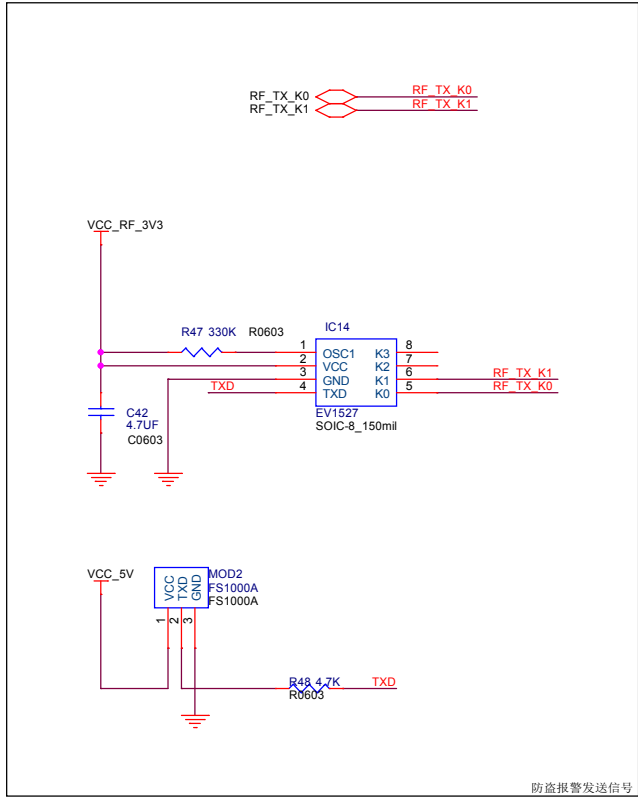 RF_TX_K0 RF_TX_K0
RF_TX_K1 RF_TX_K1
VCC_RF_3V3
R47 330K R0603
IC14
1 OSC1 K3 8
2 VCC K2 7
3 GND K1 6 RF_TX_K1
TXD 4 TXD K0 5 RF_TX_K0
EV1527
SOIC-8_150mil
C42
4.7UF
C0603
VCC_5V
MOD2
FS1000A
FS1000A
VCC
TXD
GND
1
2
3
R48 4.7K TXD
R0603
防盗报警发送信号